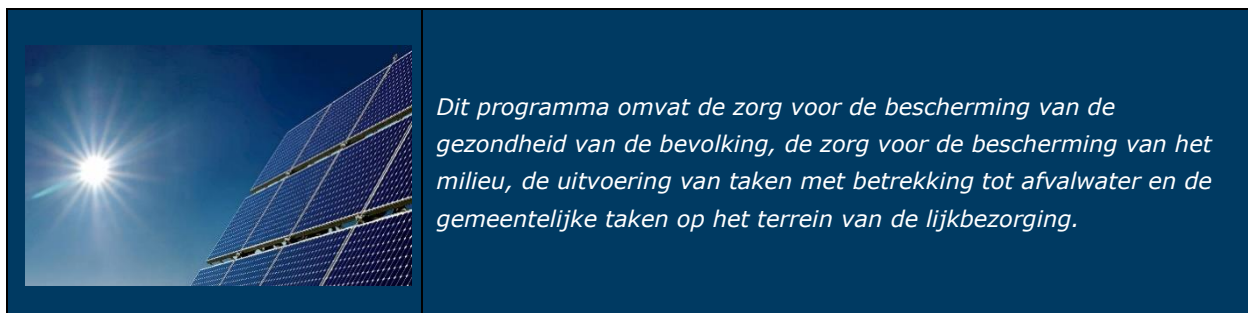 Dit programma omvat de zorg voor de bescherming van de
gezondheid van de bevolking, de zorg voor de bescherming van het
milieu, de uitvoering van taken met betrekking tot afvalwater en de
gemeentelijke taken op het terrein van de lijkbezorging.